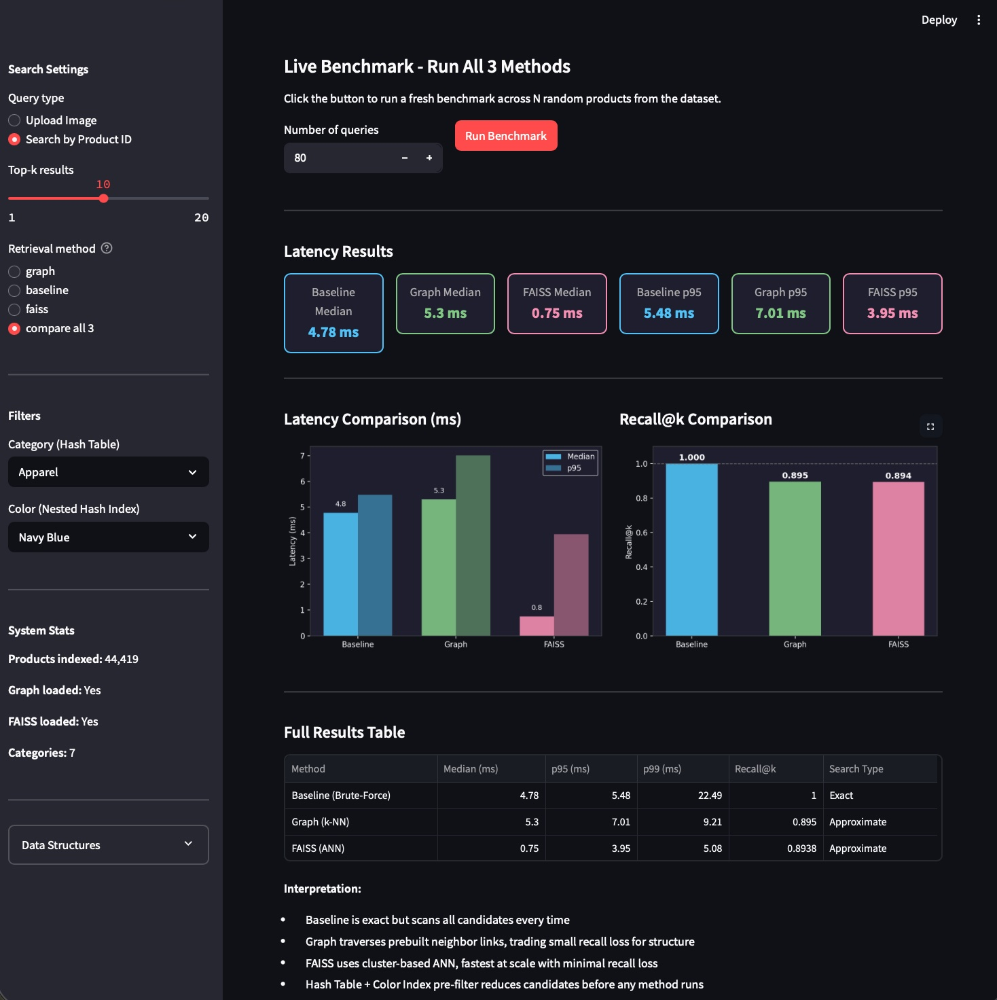 Deploy
Search Settings
Query type
Upload Image
Search by Product ID
Top-k results
10
1 20
Retrieval method
graph
baseline
faiss
compare all 3
Filters
Category (Hash Table)
Apparel
Color (Nested Hash Index)
Navy Blue
System Stats
Products indexed: 44,419
Graph loaded: Yes
FAISS loaded: Yes
Categories: 7
Data Structures
Live Benchmark - Run All 3 Methods
Click the button to run a fresh benchmark across N random products from the dataset.
Number of queries
80 - +
Run Benchmark
Latency Results
Baseline
Median
4.78 ms
Graph Median
5.3 ms
FAISS Median
0.75 ms
Baseline p95
5.48 ms
Graph p95
7.01 ms
FAISS p95
3.95 ms
Latency Comparison (ms)
Latency (ms)
7
6
5
4
3
2
1
0
4.8
5.3
0.8
Median
p95
Baseline Graph FAISS
Recall@k Comparison
Recall@k
1.0
0.8
0.6
0.4
0.2
0.0
1.000
0.895
0.894
Baseline Graph FAISS
Full Results Table
Method Median (ms) p95 (ms) p99 (ms) Recall@k Search Type
Baseline (Brute-Force) 4.78 5.48 22.49 1 Exact
Graph (k-NN) 5.3 7.01 9.21 0.895 Approximate
FAISS (ANN) 0.75 3.95 5.08 0.8938 Approximate
Interpretation:
• Baseline is exact but scans all candidates every time
• Graph traverses prebuilt neighbor links, trading small recall loss for structure
• FAISS uses cluster-based ANN, fastest at scale with minimal recall loss
• Hash Table + Color Index pre-filter reduces candidates before any method runs